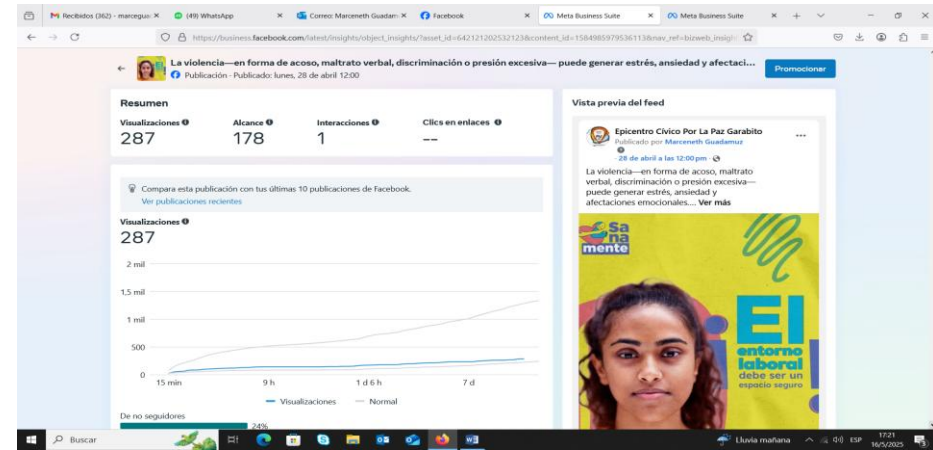 Recibidos (362) - marcegua
(49) WhatsApp
Correo: Marceneth Guadam
Facebook
Meta Business Suite
Meta Business Suite
https://business.facebook.com/latest/insights/object_insights/?asset_id=642121202532123&content_id=1584985979536113&nav_ref=bizweb_insigh
La violencia—en forma de acoso, maltrato verbal, discriminación o presión excesiva— puede generar estrés, ansiedad y afectaci...
Publicación · Publicado: lunes, 28 de abril 12:00
Promocionar
Resumen
Visualizaciones Alcance Interacciones Clics en enlaces
287 178 1 --
Compara esta publicación con tus últimas 10 publicaciones de Facebook.
Ver publicaciones recientes
Visualizaciones
287
2 mil
1,5 mil
1 mil
500
0
15 min 9 h 1 d 6 h 7 d
Visualizaciones Normal
De no seguidores
24%
Vista previa del feed
Epicentro Cívico Por La Paz Garabito
Publicado por Marceneth Guadamuz
· 28 de abril a las 12:00 pm ·
La violencia—en forma de acoso, maltrato
verbal, discriminación o presión excesiva—
puede generar estrés, ansiedad y
afectaciones emocionales.... Ver más
Sa
na
mente
El
entorno
laboral
debe ser un
espacio seguro
Buscar
Lluvia mañana
ESP
17:21
16/5/2025